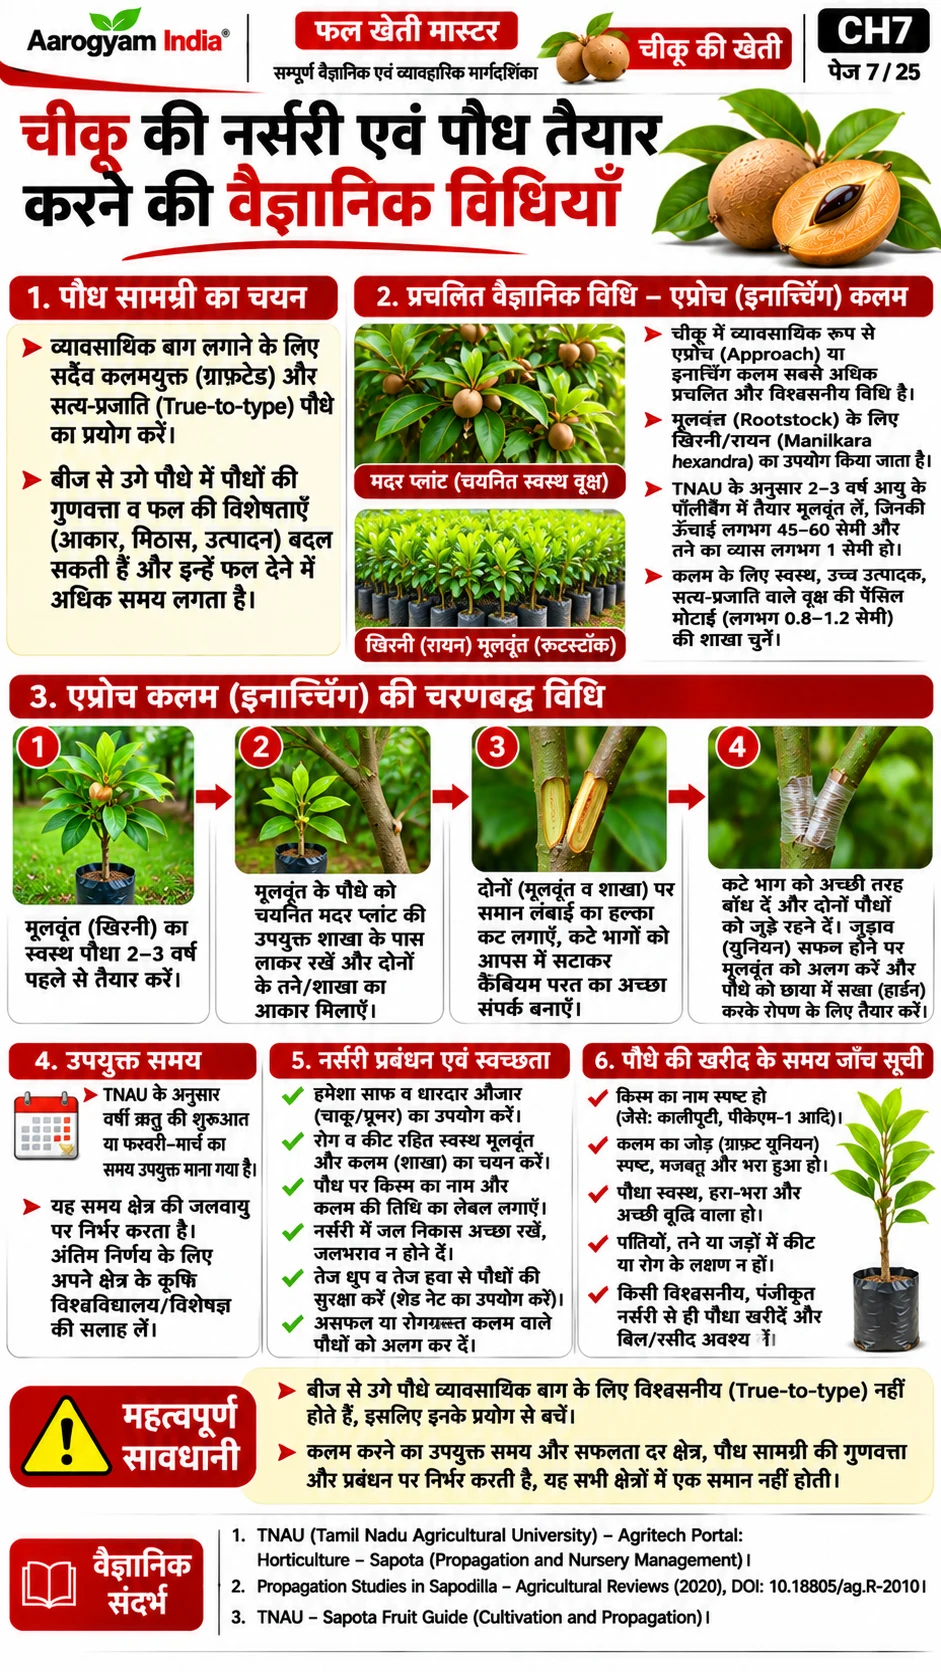 Aarogyam India®
फल खेती मास्टर
सम्पूर्ण वैज्ञानिक एवं व्यावहारिक मार्गदर्शिका
चीकू की खेती
CH7
पेज 7 / 25
चीकू की नर्सरी एवं पौध तैयार
करने की वैज्ञानिक विधियाँ
1. पौध सामग्री का चयन
व्यावसायिक बाग लगाने के लिए
सदैव कलमयुक्त (ग्राफ़्टेड) और
सत्य-प्रजाति (True-to-type) पौधे
का प्रयोग करें।
बीज से उगे पौधे में पौधों की
गुणवत्ता व फल की विशेषताएँ
(आकार, मिठास, उत्पादन) बदल
सकती हैं और इन्हें फल देने में
अधिक समय लगता है।
2. प्रचलित वैज्ञानिक विधि – एप्रोच (इनार्च्चिंग) कलम
मदर प्लांट (चयनित स्वस्थ वृक्ष)
खिरनी (रायन) मूलवृंत (रूटस्टॉक)
चीकू में व्यावसायिक रूप से
एप्रोच (Approach) या
इनार्चिंग कलम सबसे अधिक
प्रचलित और विश्वसनीय विधि है।
मूलवृंत (Rootstock) के लिए
खिरनी/रायन (Manilkara
hexandra) का उपयोग किया जाता है।
TNAU के अनुसार 2–3 वर्ष आयु के
पॉलीबैग में तैयार मूलवृंत लें, जिनकी
ऊँचाई लगभग 45–60 सेमी और
तने का व्यास लगभग 1 सेमी हो।
कलम के लिए स्वस्थ, उच्च उत्पादक,
सत्य-प्रजाति वाले वृक्ष की पेंसिल
मोटाई (लगभग 0.8–1.2 सेमी)
की शाखा चुनें।
3. एप्रोच कलम (इनार्च्चिंग) की चरणबद्ध विधि
1
2
3
4
मूलवृंत (खिरनी) का
स्वस्थ पौधा 2–3 वर्ष
पहले से तैयार करें।
मूलवृंत के पौधे को
चयनित मदर प्लांट की
उपयुक्त शाखा के पास
लाकर रखें और दोनों
के तने/शाखा का
आकार मिलाएँ।
दोनों (मूलवृंत व शाखा) पर
समान लंबाई का हल्का
कट लगाएँ, कटे भागों को
आपस में सटाकर
कैंबियम परत का अच्छा
संपर्क बनाएँ।
कटे भाग को अच्छी तरह
बाँध दें और दोनों पौधों
को जुड़े रहने दें। जुड़ाव
(युनियन) सफल होने पर
मूलवृंत को अलग करें और
पौधे को छाया में सखा (हार्डन)
करके रोपण के लिए तैयार करें।
4. उपयुक्त समय
TNAU के अनुसार
वर्षा ऋतु की शुरूआत
या फरवरी–मार्च का
समय उपयुक्त माना गया है।
यह समय क्षेत्र की जलवायु
पर निर्भर करता है।
अंतिम निर्णय के लिए
अपने क्षेत्र के कृषि
विश्वविद्यालय/विशेषज्ञ
की सलाह लें।
5. नर्सरी प्रबंधन एवं स्वच्छता
हमेशा साफ व धारदार औजार
(चाकू/प्रूनर) का उपयोग करें।
रोग व कीट रहित स्वस्थ मूलवृंत
और कलम (शाखा) का चयन करें।
पौध पर किस्म का नाम और
कलम की तिथि का लेबल लगाएँ।
नर्सरी में जल निकास अच्छा रखें,
जलभराव न होने दें।
तेज धूप व तेज हवा से पौधों की
सुरक्षा करें (शेड नेट का उपयोग करें)।
असफल या रोगग्रस्त कलम वाले
पौधों को अलग कर दें।
6. पौधे की खरीद के समय जाँच सूची
किस्म का नाम स्पष्ट हो
(जैसे: कालीपट्टी, पीकेएम-1 आदि)।
कलम का जोड़ (ग्राफ़्ट यूनियन)
स्पष्ट, मजबतू और भरा हुआ हो।
पौधा स्वस्थ, हरा-भरा और
अच्छी वृद्धि वाला हो।
पत्तियों, तने या जड़ों में कीट
या रोग के लक्षण न हों।
किसी विश्वसनीय, पंजीकृत
नर्सरी से ही पौधा खरीदें और
बिल/रसीद अवश्य
महत्वपूर्ण
सावधानी
बीज से उगे पौधे व्यावसायिक बाग के लिए विश्वसनीय (True-to-type) नहीं
होते हैं, इसलिए इनके प्रयोग से बचें।
कलम करने का उपयुक्त समय और सफलता दर क्षेत्र, पौध सामग्री की गुणवत्ता
और प्रबंधन पर निर्भर करती है, यह सभी क्षेत्रों में एक समान नहीं होती।
वैज्ञानिक
संदर्भ
1. TNAU (Tamil Nadu Agricultural University) – Agritech Portal:
Horticulture – Sapota (Propagation and Nursery Management)।
2. Propagation Studies in Sapodilla – Agricultural Reviews (2020), DOI: 10.18805/ag.R-2010।
3. TNAU – Sapota Fruit Guide (Cultivation and Propagation)।